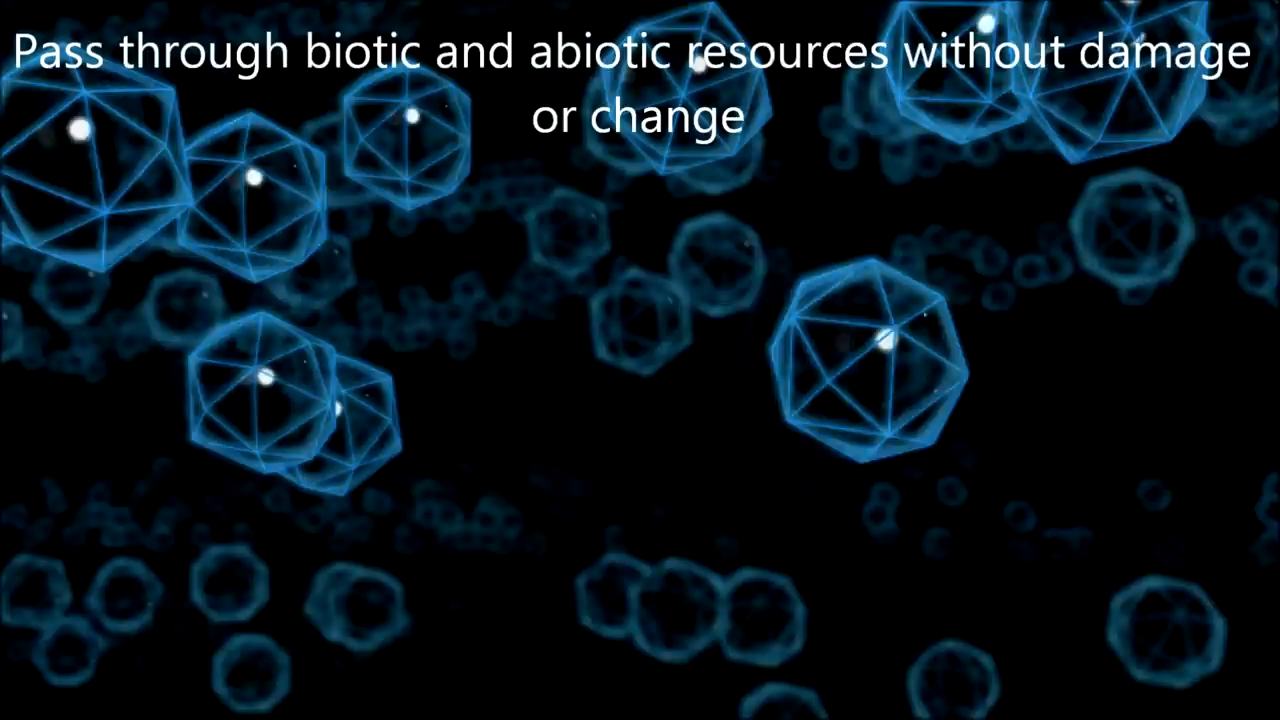 Pass through biotic and abiotic resources without damage
or change